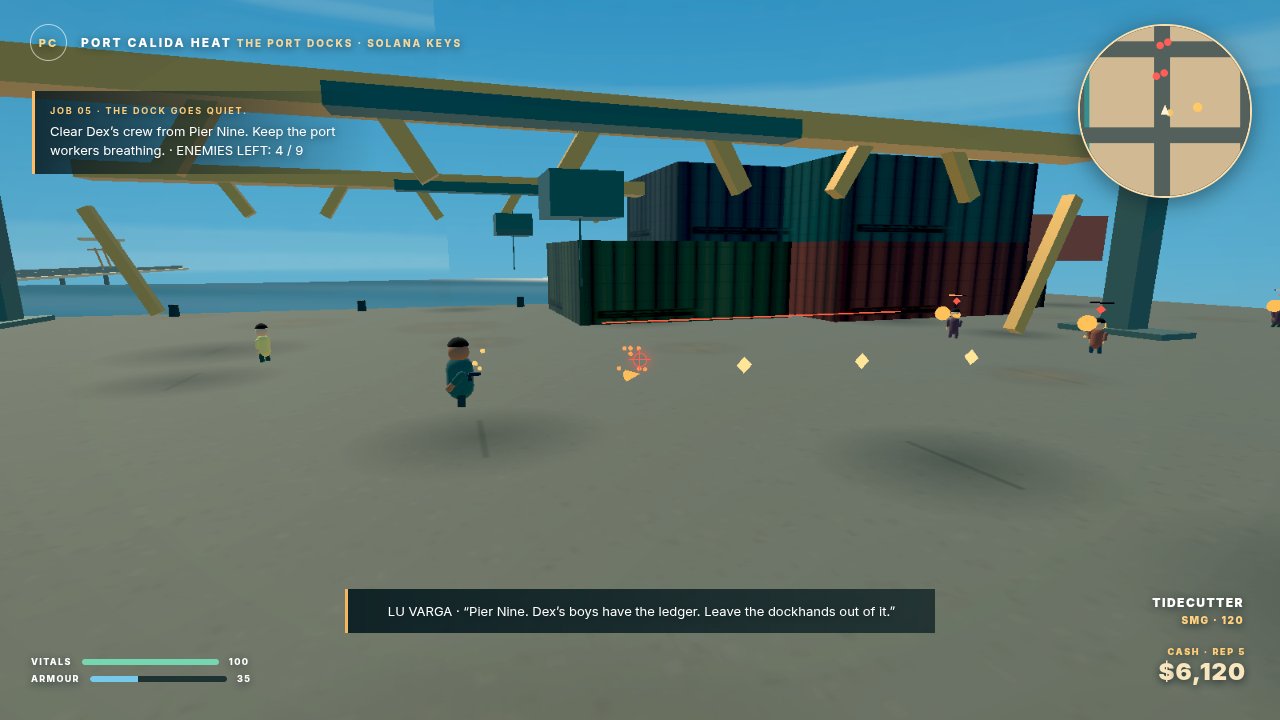 PC PORT CALIDA HEAT THE PORT DOCKS · SOLANA KEYS
JOB 05 · THE DOCK GOES QUIET.
Clear Dex’s crew from Pier Nine. Keep the port
workers breathing. · ENEMIES LEFT: 4 / 9
LU VARGA · “Pier Nine. Dex’s boys have the ledger. Leave the dockhands out of it.”
TIDECUTTER
SMG · 120
VITALS 100
ARMOUR 35
CASH · REP 5
$6,120